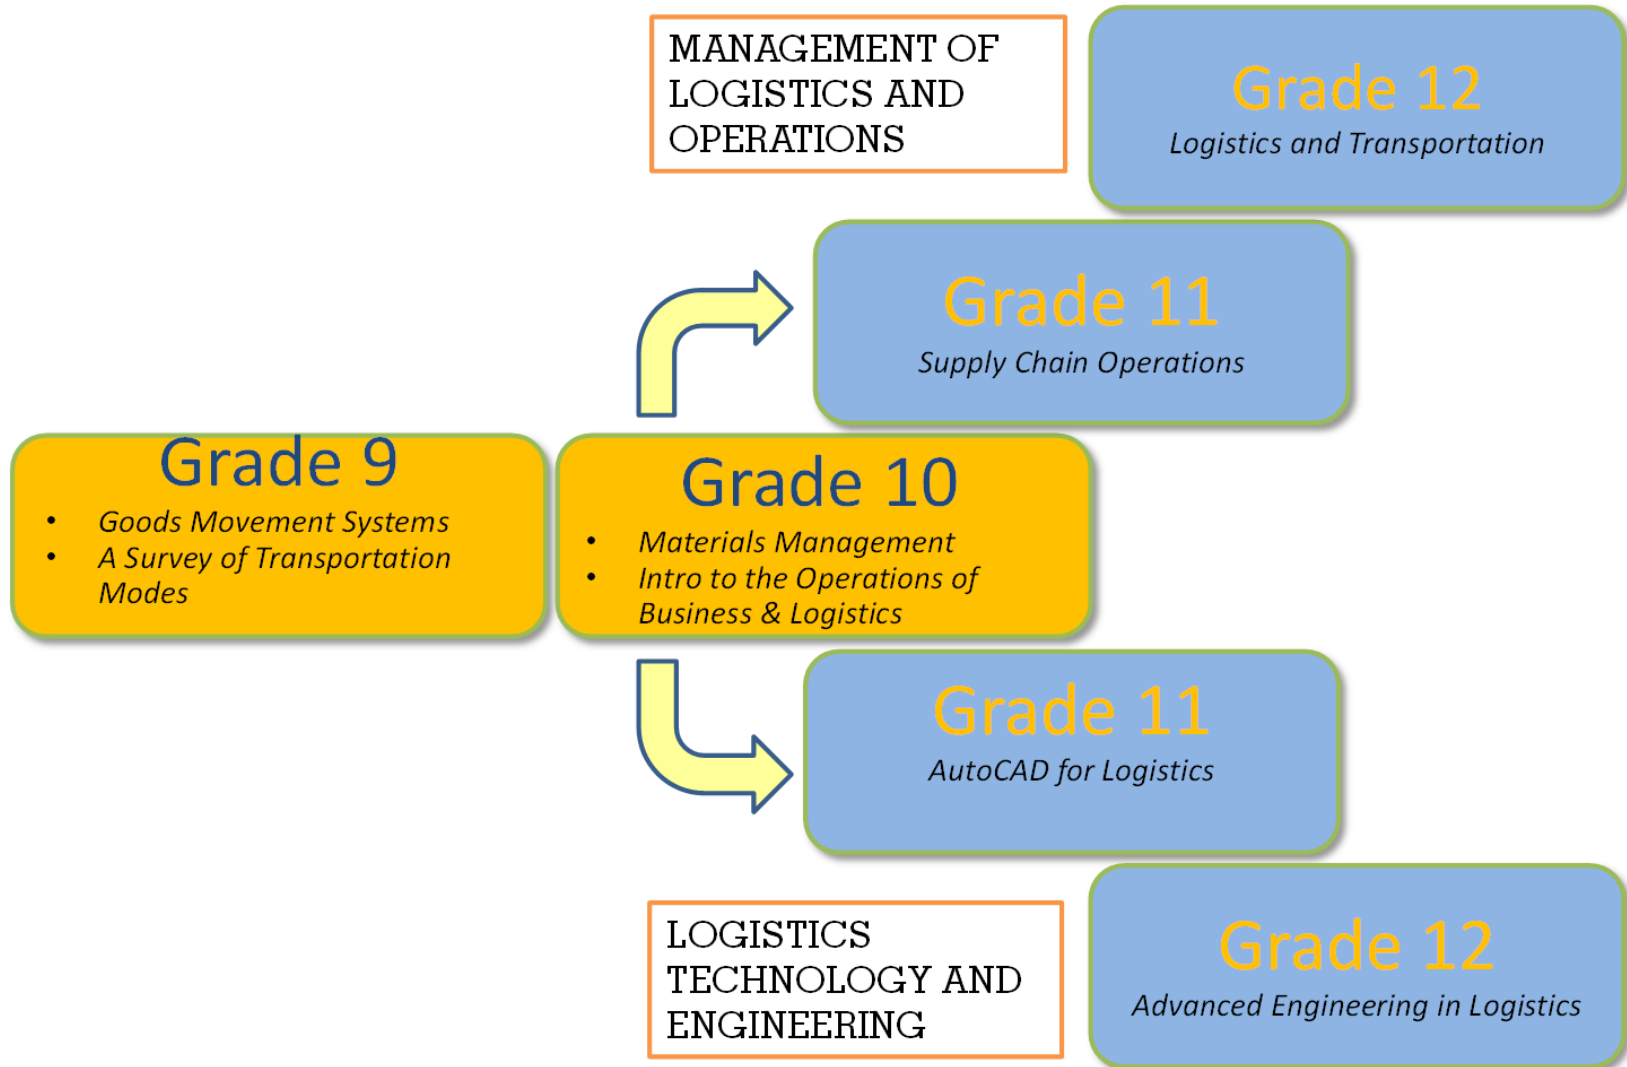 MANAGEMENT OF
LOGISTICS AND
OPERATIONS
Grade 12
Logistics and Transportation
Grade 11
Supply Chain Operations
Grade 9
• Goods Movement Systems
• A Survey of Transportation
Modes
Grade 10
• Materials Management
• Intro to the Operations of
Business & Logistics
Grade 11
AutoCAD for Logistics
LOGISTICS
TECHNOLOGY AND
ENGINEERING
Grade 12
Advanced Engineering in Logistics